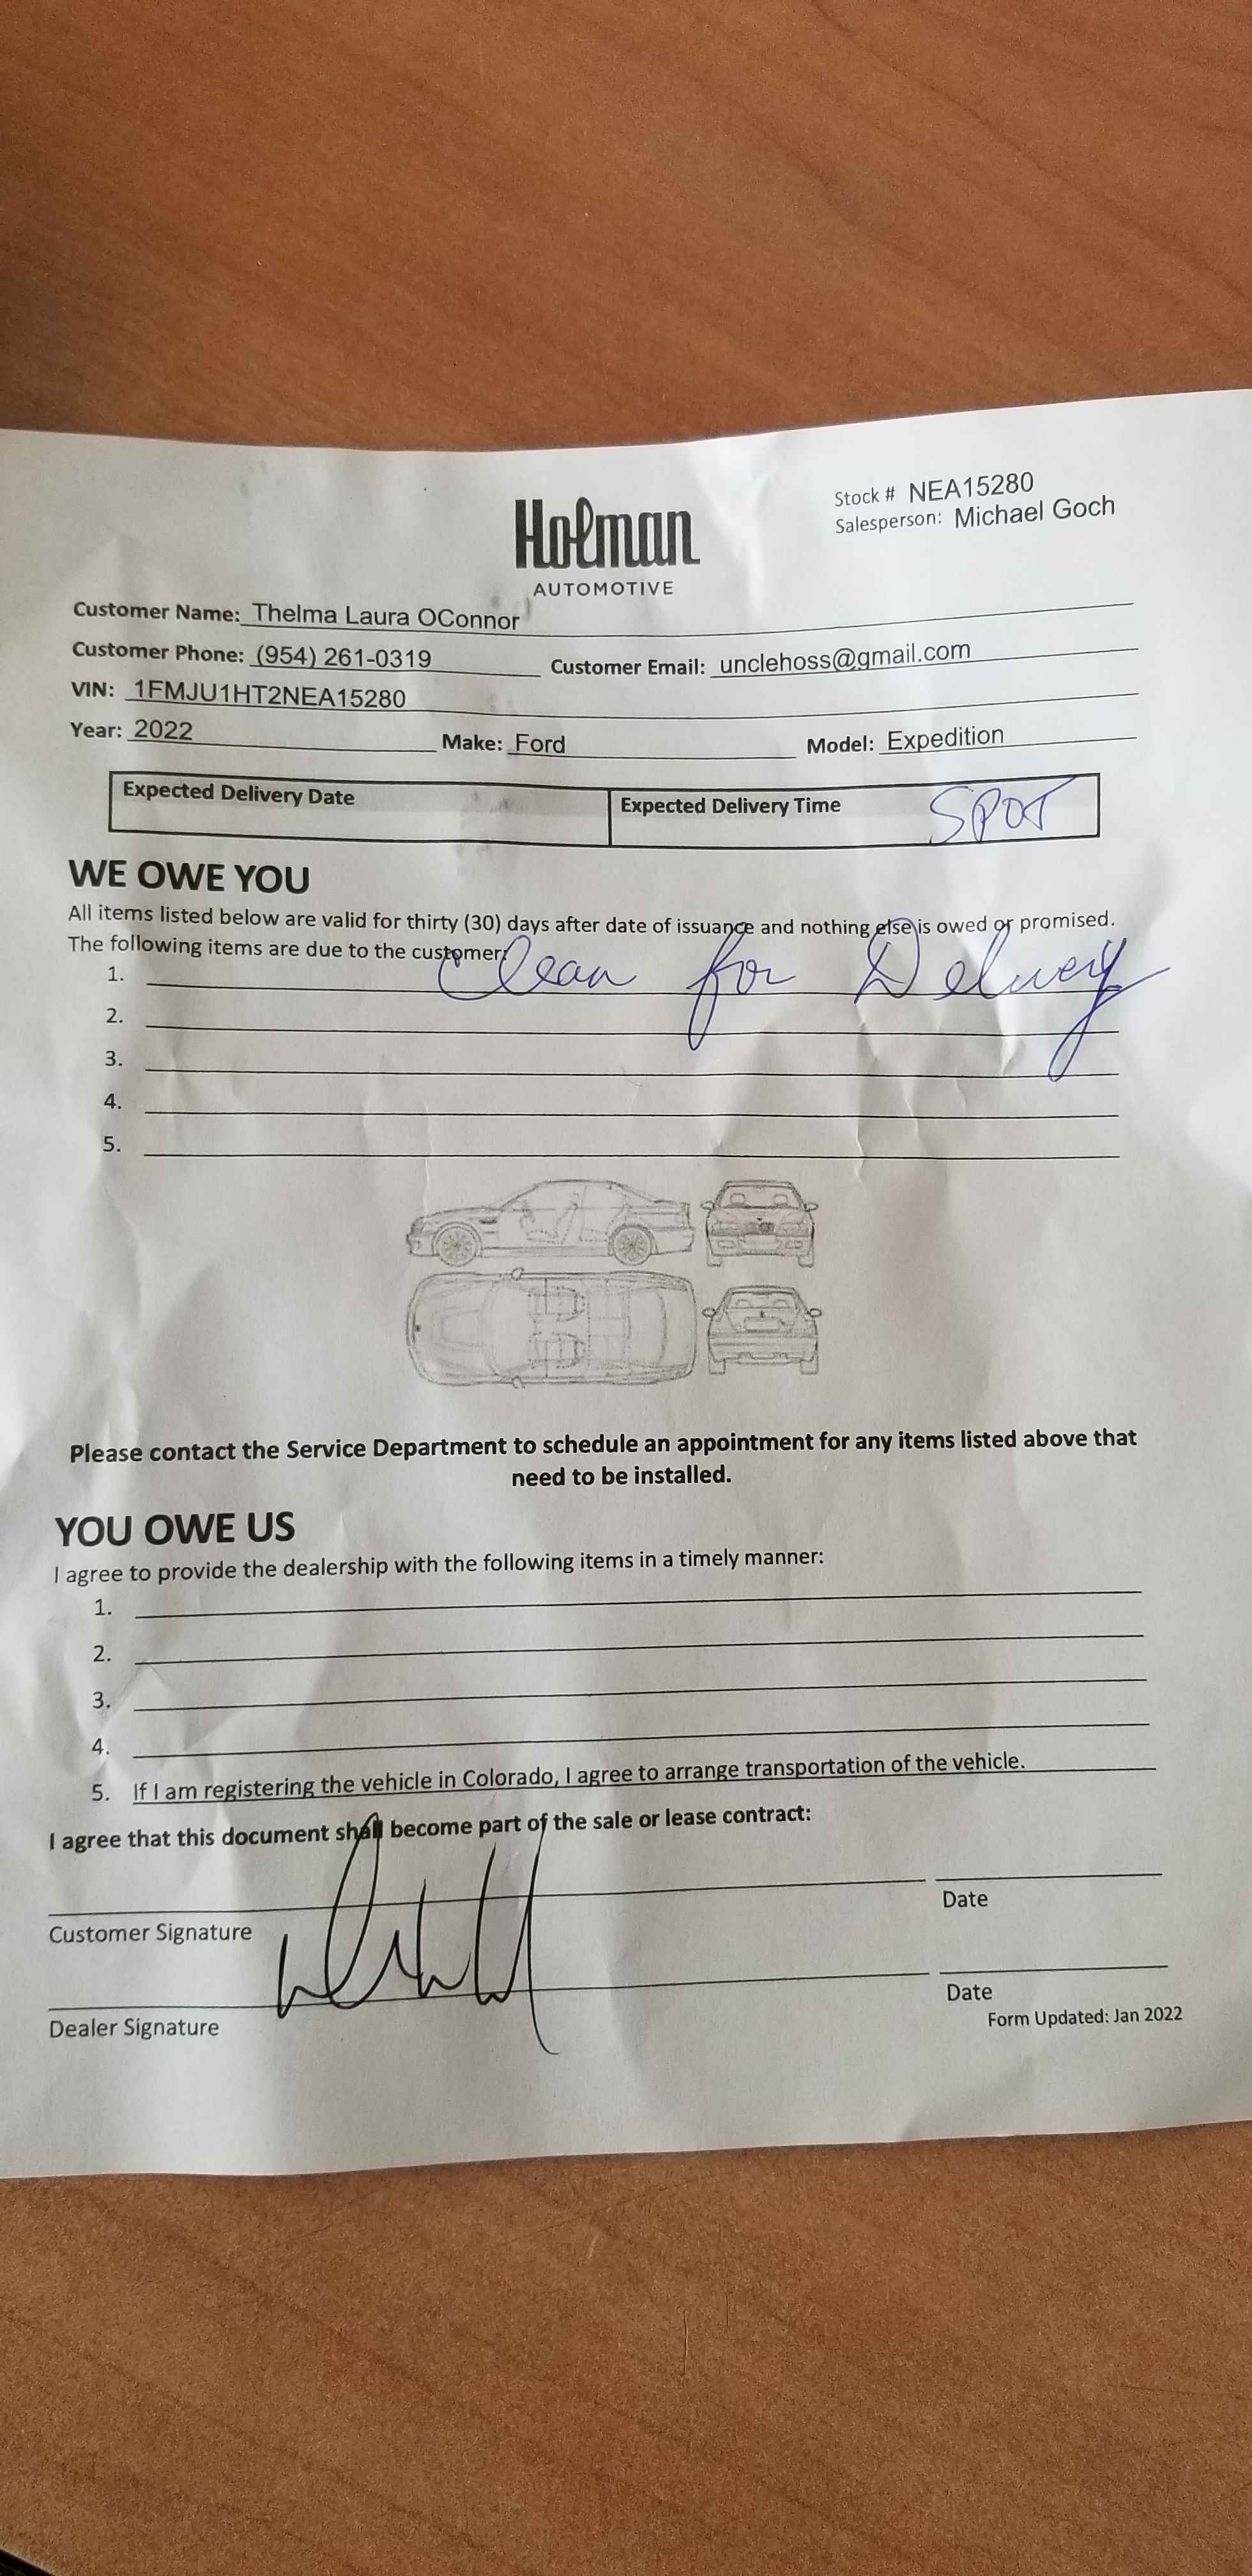 Stock # NEA15280
Holman
Salesperson: Michael Goch
AUTOMOTIVE
Customer Name: Thelma Laura OConnor
Customer Phone: (954) 261-0319 Customer Email: unclehoss@gmail.com
VIN: 1FMJU1HT2NEA15280
Year: 2022 Make: Ford Model: Expedition
Expected Delivery Date Expected Delivery Time SPOT
WE OWE YOU
All items listed below are valid for thirty (30) days after date of issuance and nothing else is owed or promised.
The following items are due to the customer:
1. Clean for Delivery
2.
3.
4.
5.
Please contact the Service Department to schedule an appointment for any items listed above that
need to be installed.
YOU OWE US
I agree to provide the dealership with the following items in a timely manner:
1.
2.
3.
4.
5. If I am registering the vehicle in Colorado, I agree to arrange transportation of the vehicle.
I agree that this document shall become part of the sale or lease contract:
Customer Signature Date
Dealer Signature Date
Form Updated: Jan 2022